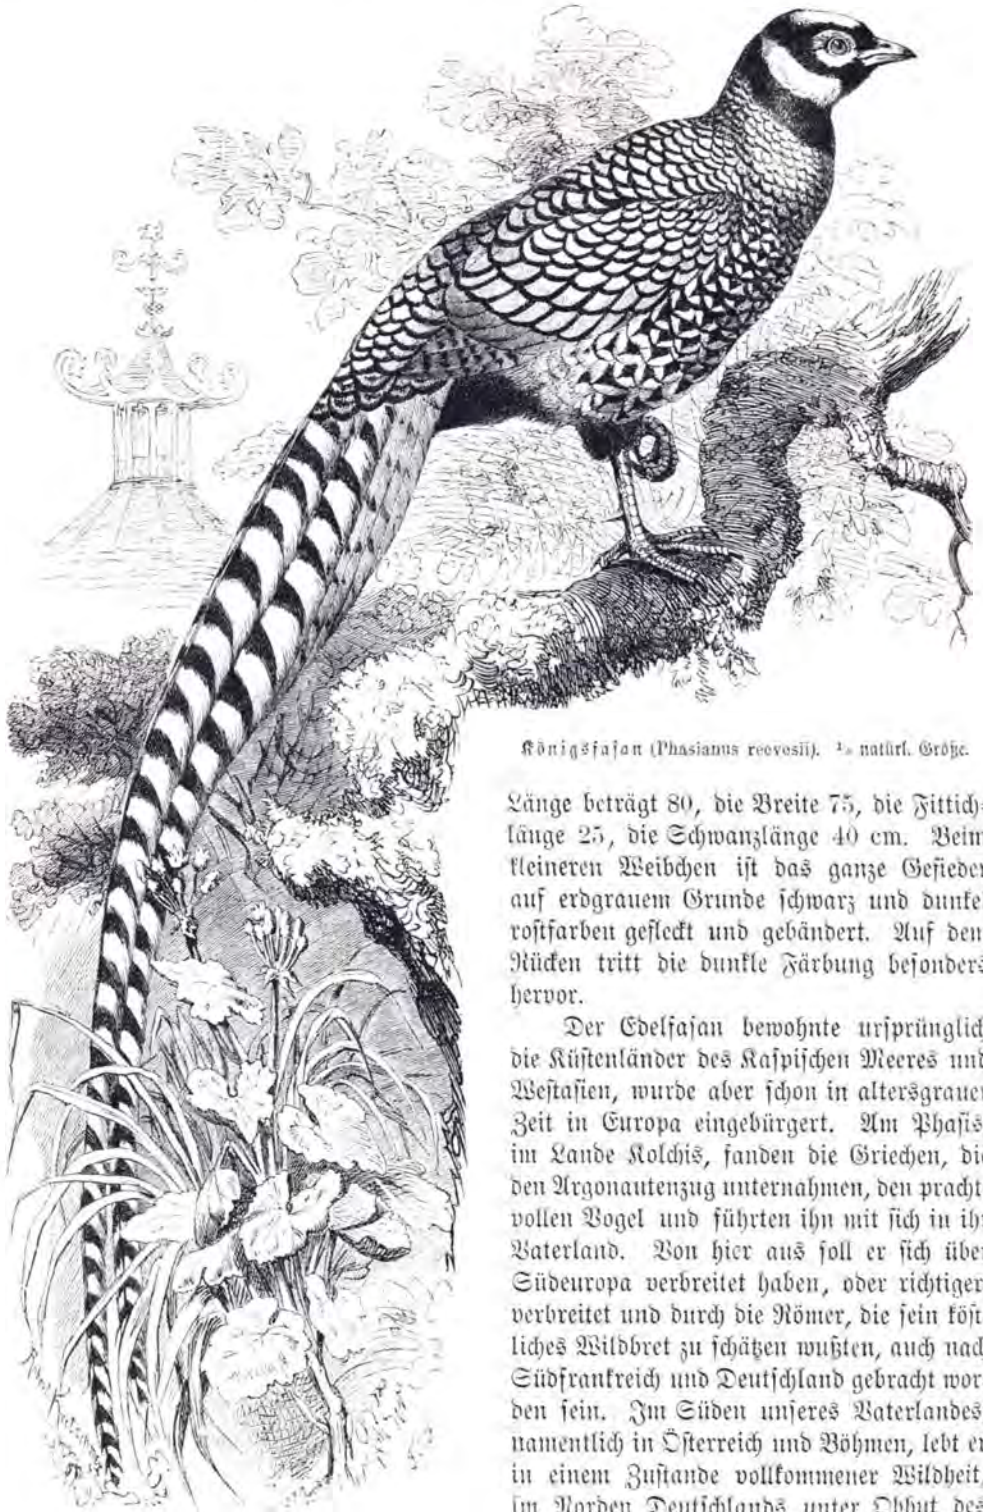 Königsfasan (Phasianus reevesii). natürl. Größe.
Länge beträgt 80, die Breite 75, die Fittich-
länge 25, die Schwanzlänge 40 cm. Beim
kleineren Weibchen ist das ganze Gefieder
auf erdgrauem Grunde schwarz und dunkel
rostfarben gefleckt und gebändert. Auf dem
Rücken tritt die dunkle Färbung besonders
hervor.
Der Edelfasan bewohnte ursprünglich
die Küstenländer des Kaspischen Meeres und
Westasien, wurde aber schon in altersgrauer
Zeit in Europa eingebürgert. Am Phasis,
im Lande Kolchis, fanden die Griechen, die
den Argonautenzug unternahmen, den pracht-
vollen Vogel und führten ihn mit sich in ihr
Vaterland. Von hier aus soll er sich über
Südeuropa verbreitet haben, oder richtiger,
verbreitet und durch die Römer, die sein köst-
liches Wildbret zu schätzen wußten, auch nach
Südfrankreich und Deutschland gebracht wor-
den sein. Im Süden unseres Vaterlandes,
namentlich in Österreich und Böhmen, lebt er
in einem Zustande vollkommener Wildheit,
im Norden Deutschlands unter Obhut des